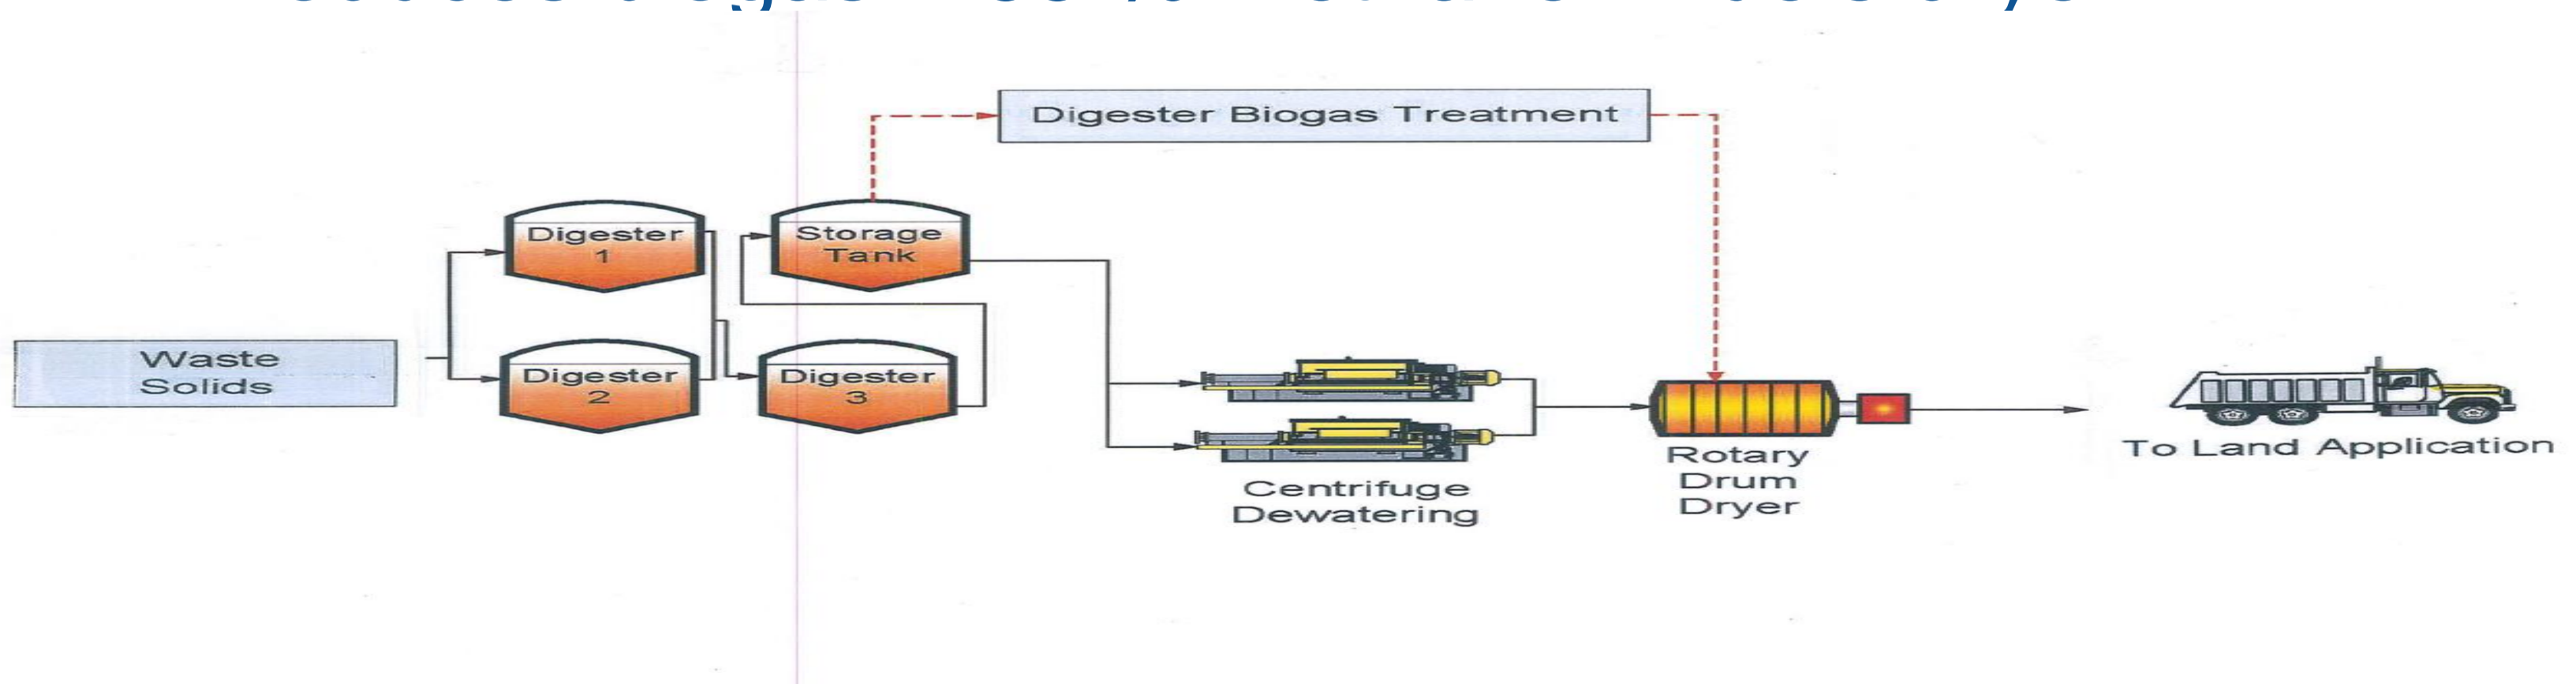 Digester Biogas Treatment
Digester
1
Storage
Tank
Waste
Solids
Digester
2
Digester
3
Centrifuge
Dewatering
Rotary
Drum
Dryer
To Land Application